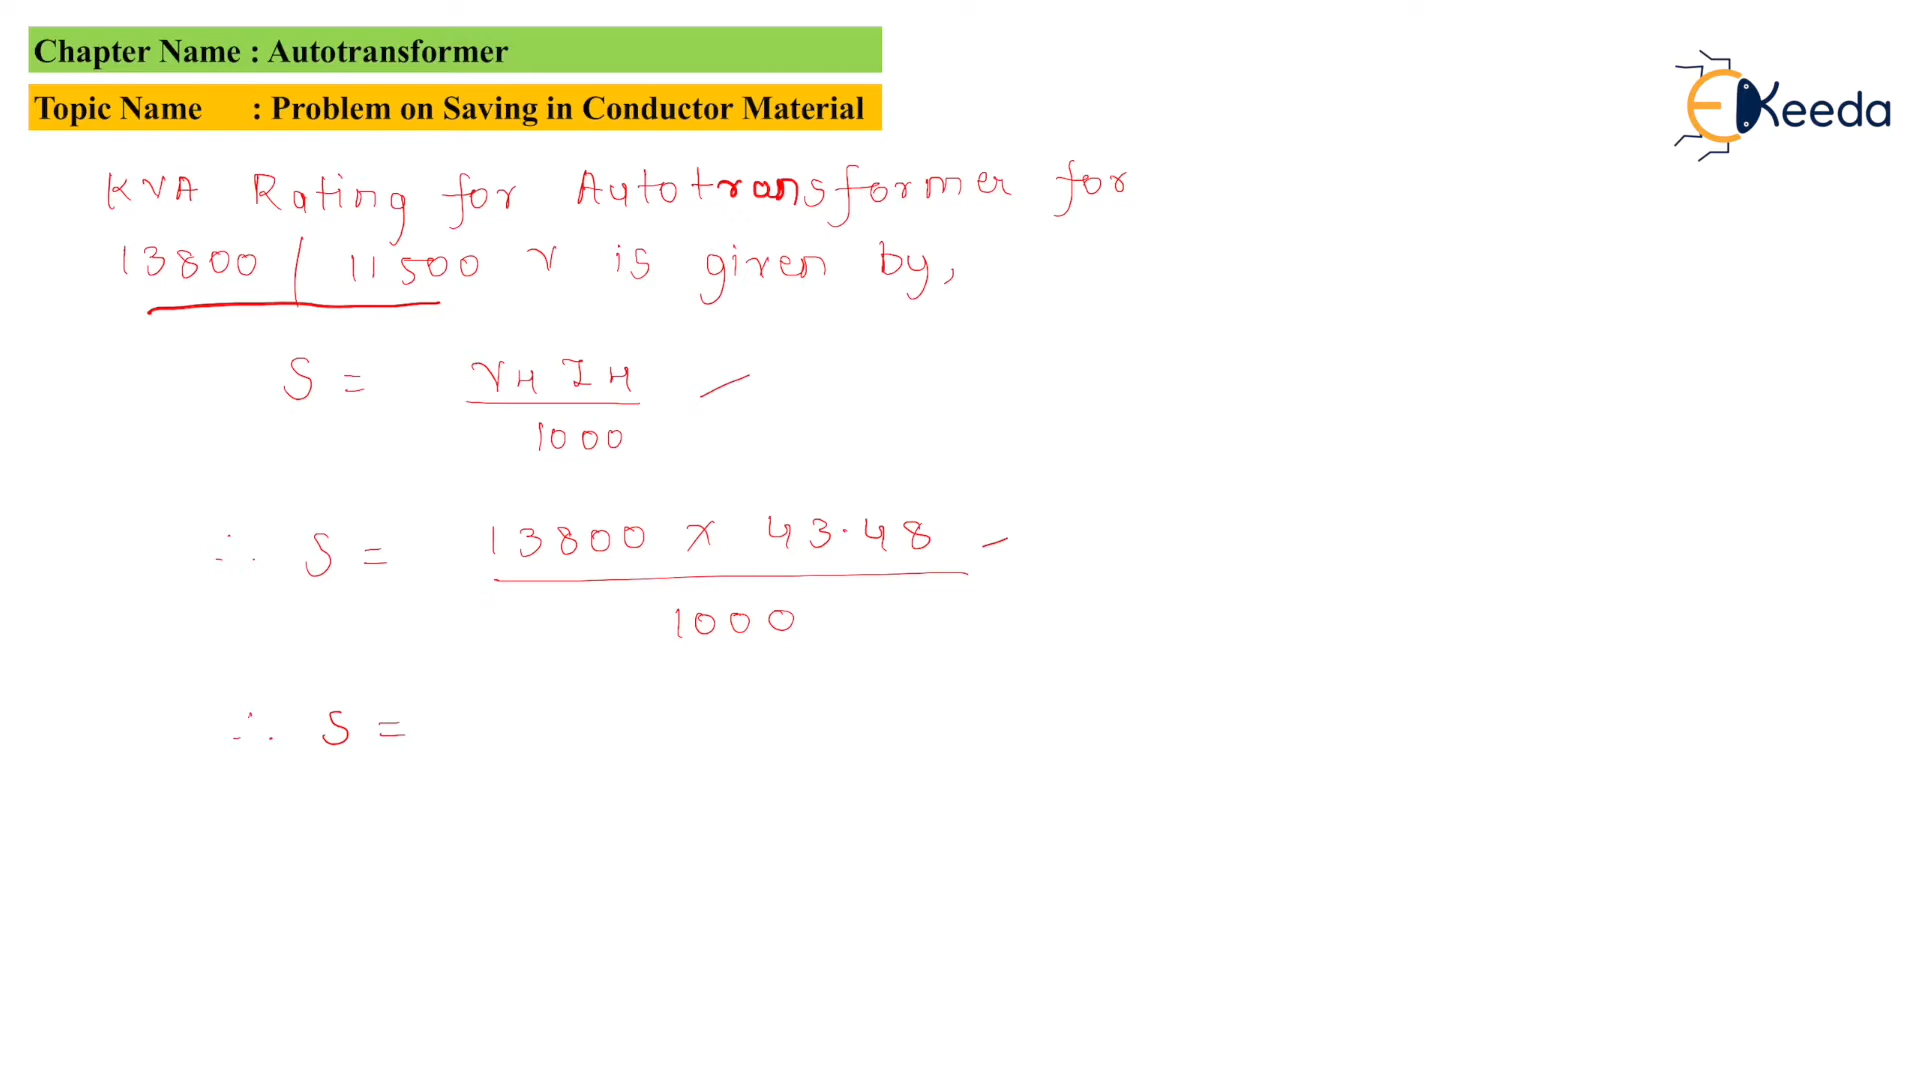 Chapter Name : Autotransformer
Topic Name : Problem on Saving in Conductor Material
Keeda
KVA Rating for Autotransformer for
13800 | 11500 V is given by,
S = VH IH / 1000
∴ S = 13800 x 43.48 / 1000
∴ S =